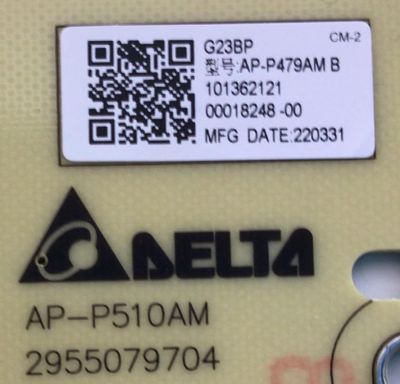 CM-2
G23BP
型号:AP-P479AM B
101362121
00018248 -00
MFG DATE:220331
DELTA
AP-P510AM
2955079704